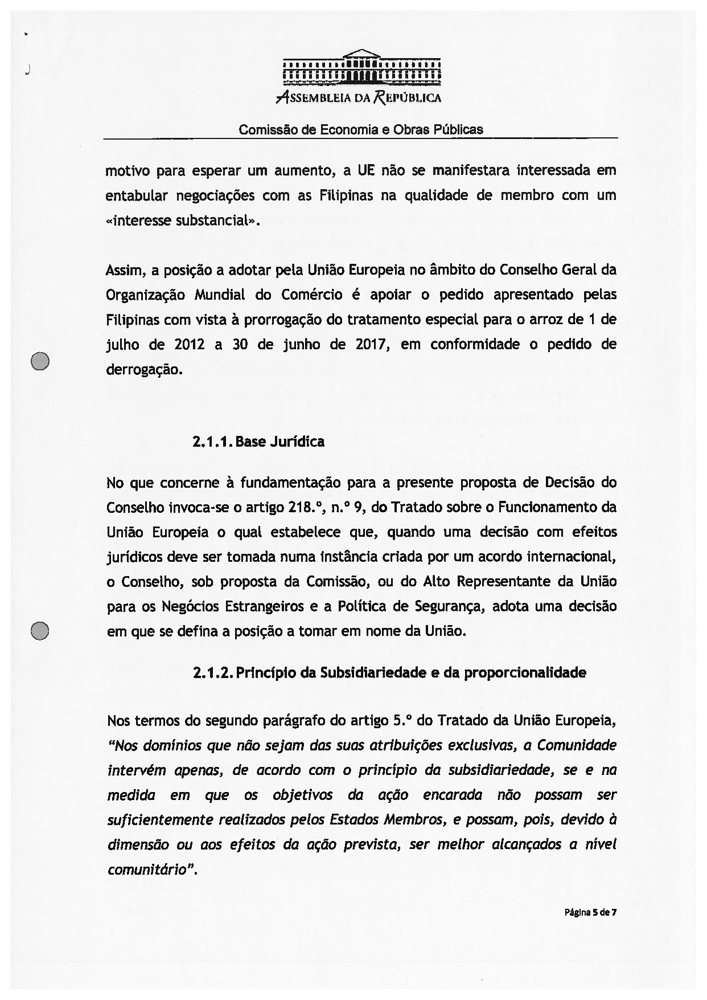 ASSEMBLEIA DA REPÚBLICA
Comissão de Economia e Obras Públicas
motivo para esperar um aumento, a UE não se manifestara interessada em
entabular negociações com as Filipinas na qualidade de membro com um
«interesse substancial».
Assim, a posição a adotar pela União Europeia no âmbito do Conselho Geral da
Organização Mundial do Comércio é apoiar o pedido apresentado pelas
Filipinas com vista à prorrogação do tratamento especial para o arroz de 1 de
julho de 2012 a 30 de junho de 2017, em conformidade o pedido de
derrogação.
2.1.1. Base Jurídica
No que concerne à fundamentação para a presente proposta de Decisão do
Conselho invoca-se o artigo 218.º, n.º 9, do Tratado sobre o Funcionamento da
União Europeia o qual estabelece que, quando uma decisão com efeitos
jurídicos deve ser tomada numa instância criada por um acordo internacional,
o Conselho, sob proposta da Comissão, ou do Alto Representante da União
para os Negócios Estrangeiros e a Política de Segurança, adota uma decisão
em que se defina a posição a tomar em nome da União.
2.1.2. Princípio da Subsidiariedade e da proporcionalidade
Nos termos do segundo parágrafo do artigo 5.º do Tratado da União Europeia,
"Nos domínios que não sejam das suas atribuições exclusivas, a Comunidade
intervém apenas, de acordo com o princípio da subsidiariedade, se e na
medida em que os objetivos da ação encarada não possam ser
suficientemente realizados pelos Estados Membros, e possam, pois, devido à
dimensão ou aos efeitos da ação prevista, ser melhor alcançados a nível
comunitário".
Página 5 de 7